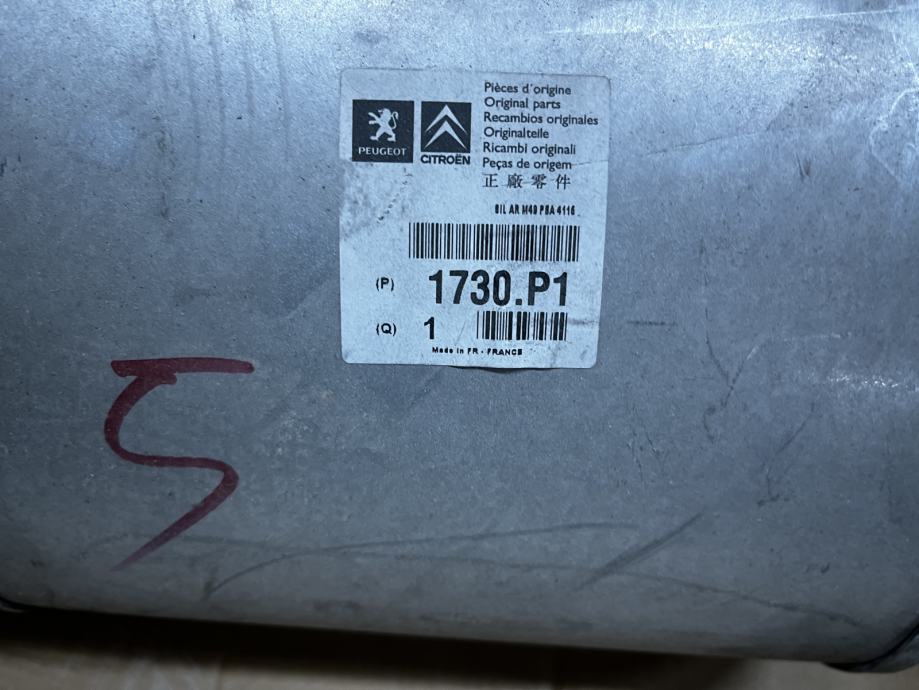 Pièces d'origine
Original parts
Recambios originales
Originalteile
Ricambi originali
Peças de origem
正廠零件
PEUGEOT
CITROËN
SIL AR M49 PSA 4116
(P) 1730.P1
(Q) 1
Made in FR - FRANCE
5